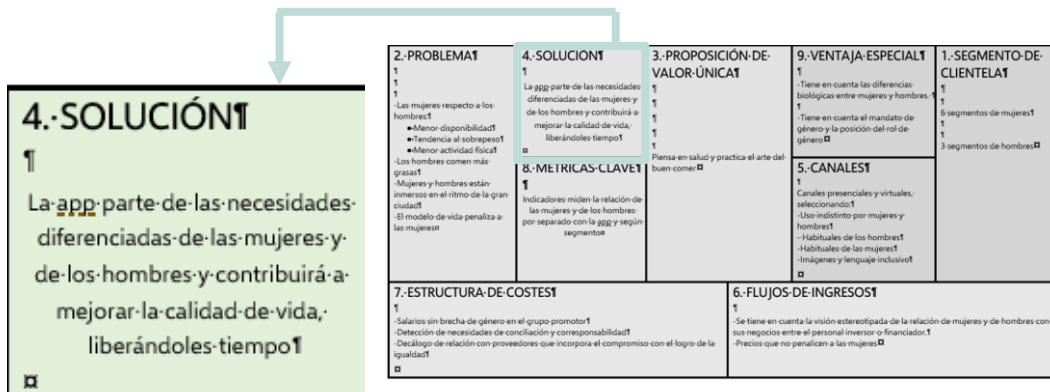 4.·SOLUCIÓN¶
¶
La·app·parte·de·las·necesidades·
diferenciadas·de·las·mujeres·y·
de·los·hombres·y·contribuirá·a·
mejorar·la·calidad·de·vida,·
liberándoles·tiempo¶
¤
2.·PROBLEMA¶
¶
¶
¶
-Las·mujeres·respecto·a·los·
hombres:¶
●Menor·disponibilidad¶
●Tendencia·al·sobrepeso¶
●Menor·actividad·física¶
-Los·hombres·comen·más·
grasas¶
-Mujeres·y·hombres·están·
inmersos·en·el·ritmo·de·la·gran·
ciudad¶
-El·modelo·de·vida·penaliza·a·
las·mujeres¤
4.·SOLUCION¶
¶
La·app·parte·de·las·necesidades·
diferenciadas·de·las·mujeres·y·
de·los·hombres·y·contribuirá·a·
mejorar·la·calidad·de·vida,·
liberándoles·tiempo¶
¤
8.·METRICAS·CLAVE¶
¶
Indicadores·miden·la·relación·de·
las·mujeres·y·de·los·hombres·
por·separado·con·la·app·y·según·
segmento¤
3.·PROPOSICIÓN·DE·
VALOR·ÚNICA¶
¶
¶
¶
¶
¶
Piensa·en·salud·y·practica·el·arte·del·
buen·comer¤
9.·VENTAJA·ESPECIAL¶
¶
-Tiene·en·cuenta·las·diferencias·
biológicas·entre·mujeres·y·hombres.·¶
¶
-Tiene·en·cuenta·el·mandato·de·
género·y·la·posición·del·rol·de·
género¤
5.·CANALES¶
¶
Canales·presenciales·y·virtuales,·
seleccionando:¶
-Uso·indistinto·por·mujeres·y·
hombres¶
-·Habituales·de·los·hombres¶
-Habituales·de·las·mujeres¶
-Imágenes·y·lenguaje·inclusivo¶
¤
1.·SEGMENTO·DE·
CLIENTELA¶
¶
¶
6·segmentos·de·mujeres¶
¶
¶
3·segmentos·de·hombres¤
7.·ESTRUCTURA·DE·COSTES¶
¶
-Salarios·sin·brecha·de·género·en·el·grupo·promotor¶
-Detección·de·necesidades·de·conciliación·y·corresponsabilidad¶
-Decálogo·de·relación·con·proveedores·que·incorpora·el·compromiso·con·el·logro·de·la·
igualdad¶
¤
6.·FLUJOS·DE·INGRESOS¶
¶
-Se·tiene·en·cuenta·la·visión·estereotipada·de·la·relación·de·mujeres·y·de·hombres·con·
sus·negocios·entre·el·personal·inversor·o·financiador.¶
-Precios·que·no·penalicen·a·las·mujeres¤